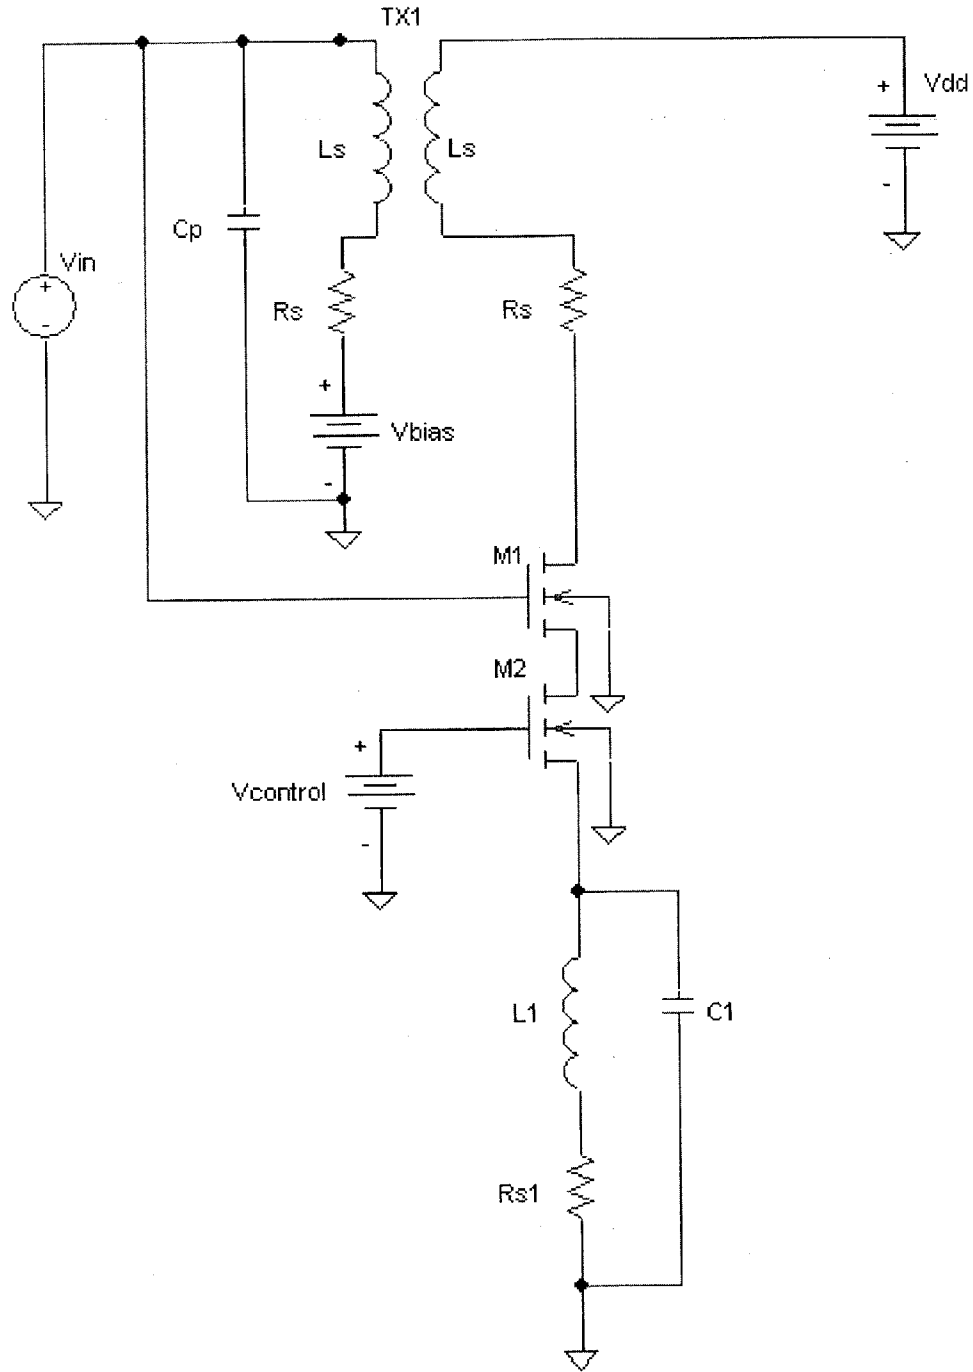 TX1
+ Vdd
Ls Ls
-
Cp
Vin
+
-
Rs Rs
+
Vbias
-
M1
M2
+
Vcontrol
-
L1 C1
Rs1